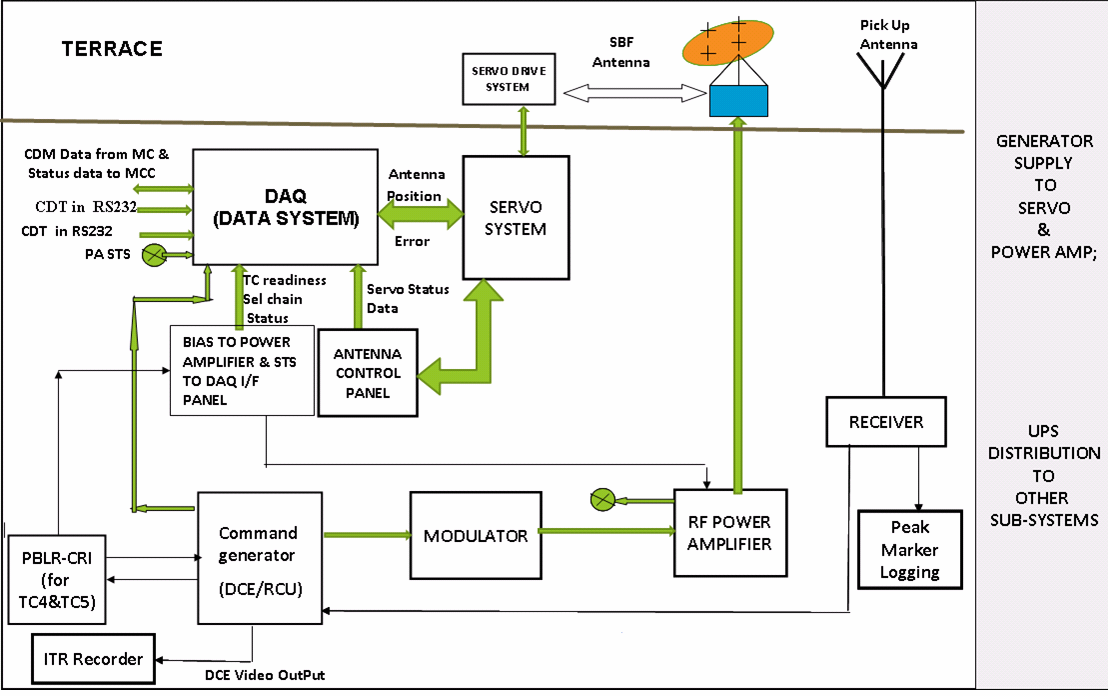 TERRACE
SBF
Antenna
Pick Up
Antenna
SERVO DRIVE
SYSTEM
CDM Data from MC &
Status data to MCC
CDT in RS232
CDT in RS232
PA STS
DAQ
(DATA SYSTEM)
Antenna
Position
Error
SERVO
SYSTEM
TC readiness
Sel chain
Status
Servo Status
Data
BIAS TO POWER
AMPLIFIER & STS
TO DAQ I/F
PANEL
ANTENNA
CONTROL
PANEL
RECEIVER
Peak
Marker
Logging
PBLR-CRI
(for
TC4&TC5)
Command
generator
(DCE/RCU)
MODULATOR
RF POWER
AMPLIFIER
ITR Recorder
DCE Video OutPut
GENERATOR
SUPPLY
TO
SERVO
&
POWER AMP;
UPS
DISTRIBUTION
TO
OTHER
SUB-SYSTEMS